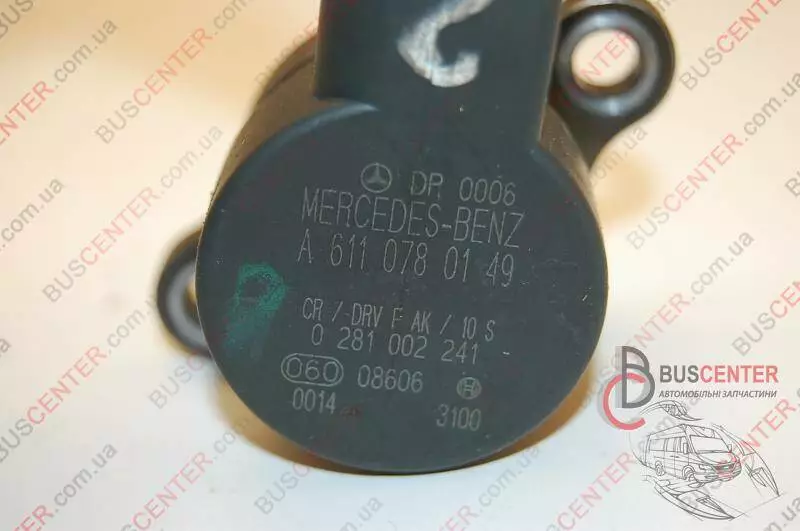 2
DR 0006
MERCEDES-BENZ
A 611 078 01 49
CR /-DRV F AK / 10 S
0 281 002 241
060 08606
0014 3100
BUSCENTER
АВТОМОБІЛЬНІ ЗАПЧАСТИНИ
BUSCENTER.com.ua